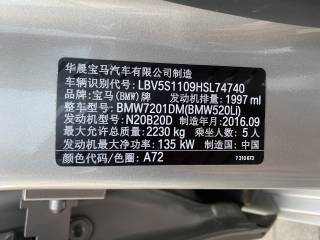 华晨宝马汽车有限公司制造
车辆识别代号 LBV5S1109HSL74740
品牌:宝马(BMW)牌 发动机排量:1997 ml
整车型号:BMW7201DM(BMW520Li)
发动机型号:N20B20D 制造年月:2016.09
最大允许总质量:2230 kg 乘坐人数:5 人
发动机最大净功率:135 kW 制造国:中国
颜色代码/色圈:A72
7310673